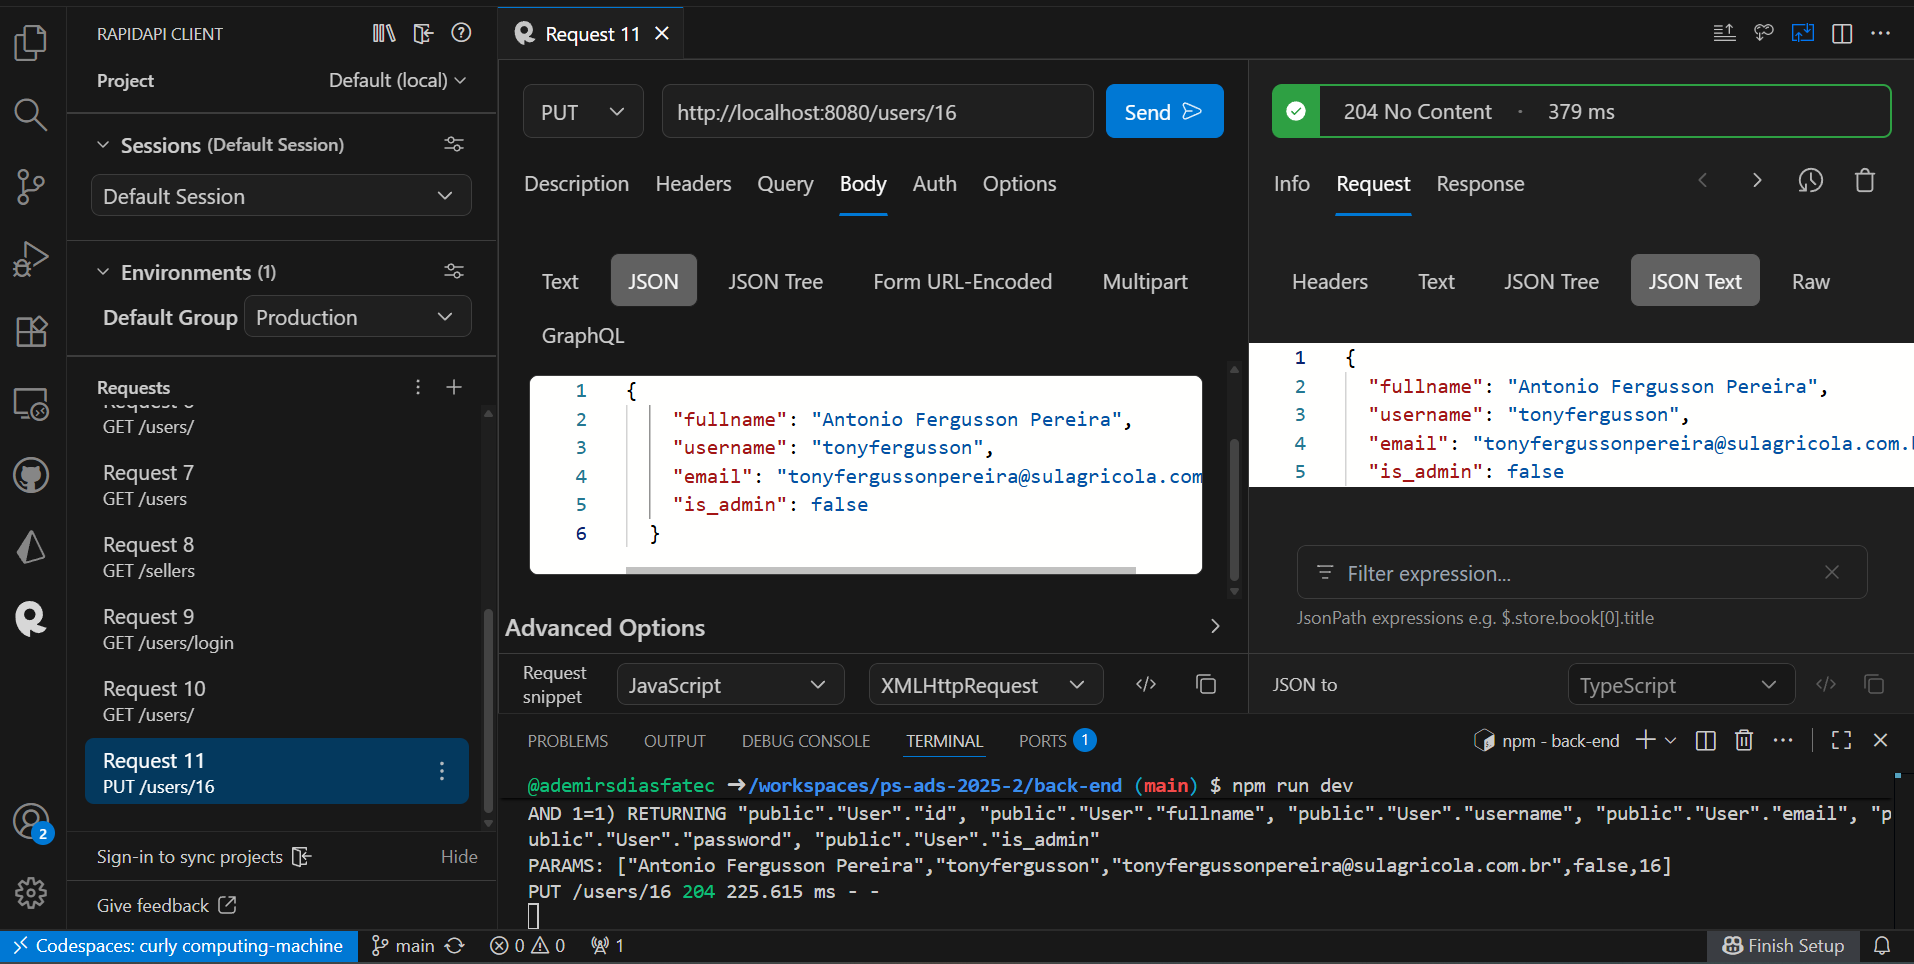 RAPIDAPI CLIENT
Project
Default (local)
Sessions (Default Session)
Default Session
Environments (1)
Default Group
Production
Requests
GET /users/
Request 7
GET /users
Request 8
GET /sellers
Request 9
GET /users/login
Request 10
GET /users/
Request 11
PUT /users/16
Sign-in to sync projects
Hide
Give feedback
Request 11
PUT
http://localhost:8080/users/16
Send
Description Headers Query Body Auth Options
Text JSON JSON Tree Form URL-Encoded Multipart
GraphQL
1 {
2 "fullname": "Antonio Fergusson Pereira",
3 "username": "tonyfergusson",
4 "email": "tonyfergussonpereira@sulagricola.com
5 "is_admin": false
6 }
Advanced Options
Request
snippet
JavaScript
XMLHttpRequest
204 No Content · 379 ms
Info Request Response
Headers Text JSON Tree JSON Text Raw
1 {
2 "fullname": "Antonio Fergusson Pereira",
3 "username": "tonyfergusson",
4 "email": "tonyfergussonpereira@sulagricola.com.
5 "is_admin": false
Filter expression...
JsonPath expressions e.g. $.store.book[0].title
JSON to
TypeScript
PROBLEMS OUTPUT DEBUG CONSOLE TERMINAL PORTS 1
npm - back-end
@ademirsdiasfatec ➜/workspaces/ps-ads-2025-2/back-end (main) $ npm run dev
AND 1=1) RETURNING "public"."User"."id", "public"."User"."fullname", "public"."User"."username", "public"."User"."email", "p
ublic"."User"."password", "public"."User"."is_admin"
PARAMS: ["Antonio Fergusson Pereira","tonyfergusson","tonyfergussonpereira@sulagricola.com.br",false,16]
PUT /users/16 204 225.615 ms - -
2
Codespaces: curly computing-machine
main
0 0
1
Finish Setup